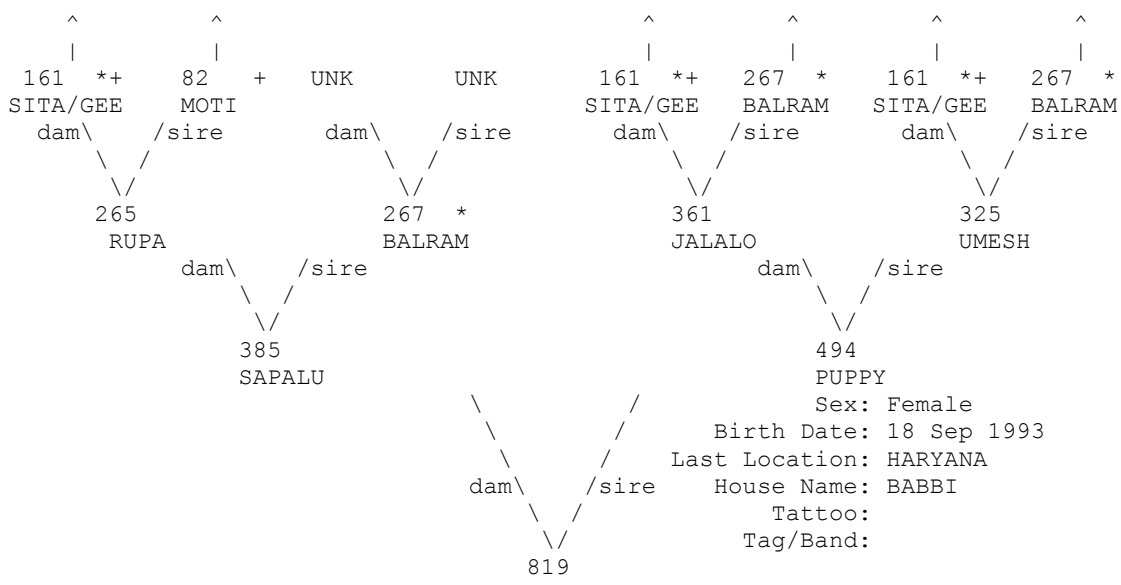 ^ ^ ^ ^ ^ ^
| | | | | |
161 *+ 82 + UNK UNK 161 *+ 267 * 161 *+ 267 *
SITA/GEE MOTI SITA/GEE BALRAM SITA/GEE BALRAM
dam\ /sire dam\ /sire dam\ /sire dam\ /sire
\ / \ / \ / \ /
\/ \/ \/ \/
265 267 * 361 325
RUPA BALRAM JALALO UMESH
dam\ /sire dam\ /sire
\ / \ /
\/ \/
385 494
SAPALU PUPPY
\ / Sex: Female
\ / Birth Date: 18 Sep 1993
\ / Last Location: HARYANA
dam\ /sire House Name: BABBI
\ / Tattoo:
\/ Tag/Band:
819